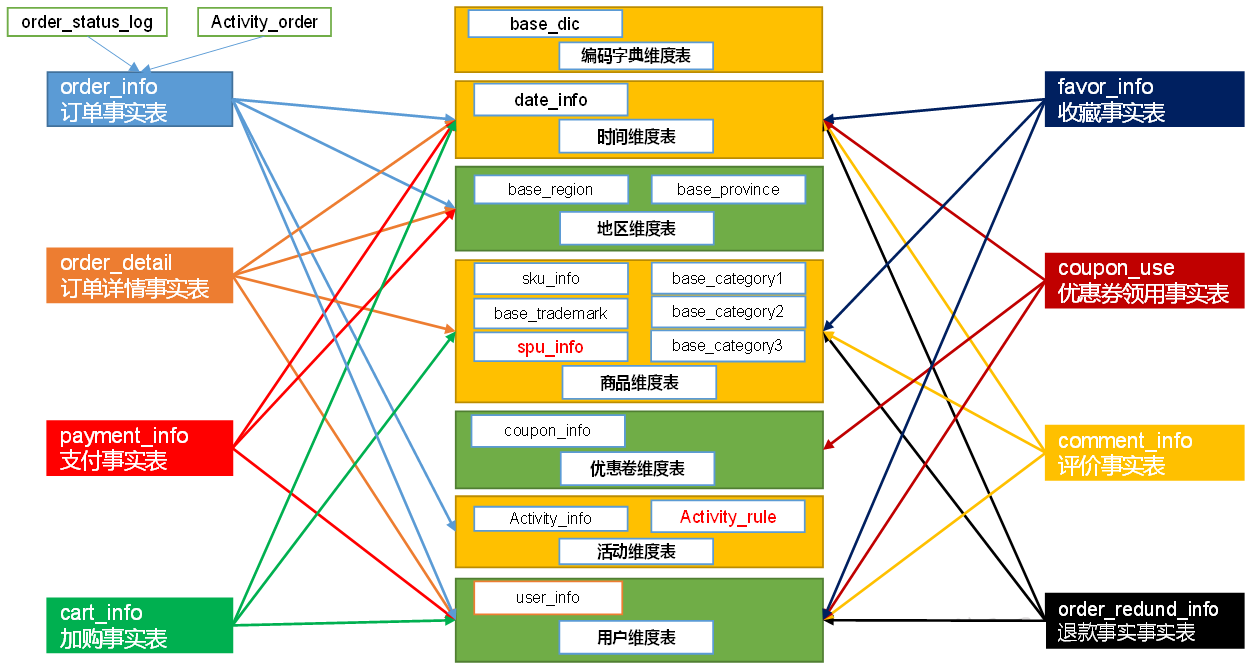 order_status_log
Activity_order
order_info
订单事实表
order_detail
订单详情事实表
payment_info
支付事实表
cart_info
加购事实表
base_dic
编码字典维度表
date_info
时间维度表
base_region
base_province
地区维度表
sku_info
base_category1
base_trademark
base_category2
spu_info
base_category3
商品维度表
coupon_info
优惠卷维度表
Activity_info
Activity_rule
活动维度表
user_info
用户维度表
favor_info
收藏事实表
coupon_use
优惠券领用事实表
comment_info
评价事实表
order_redund_info
退款事实事实表